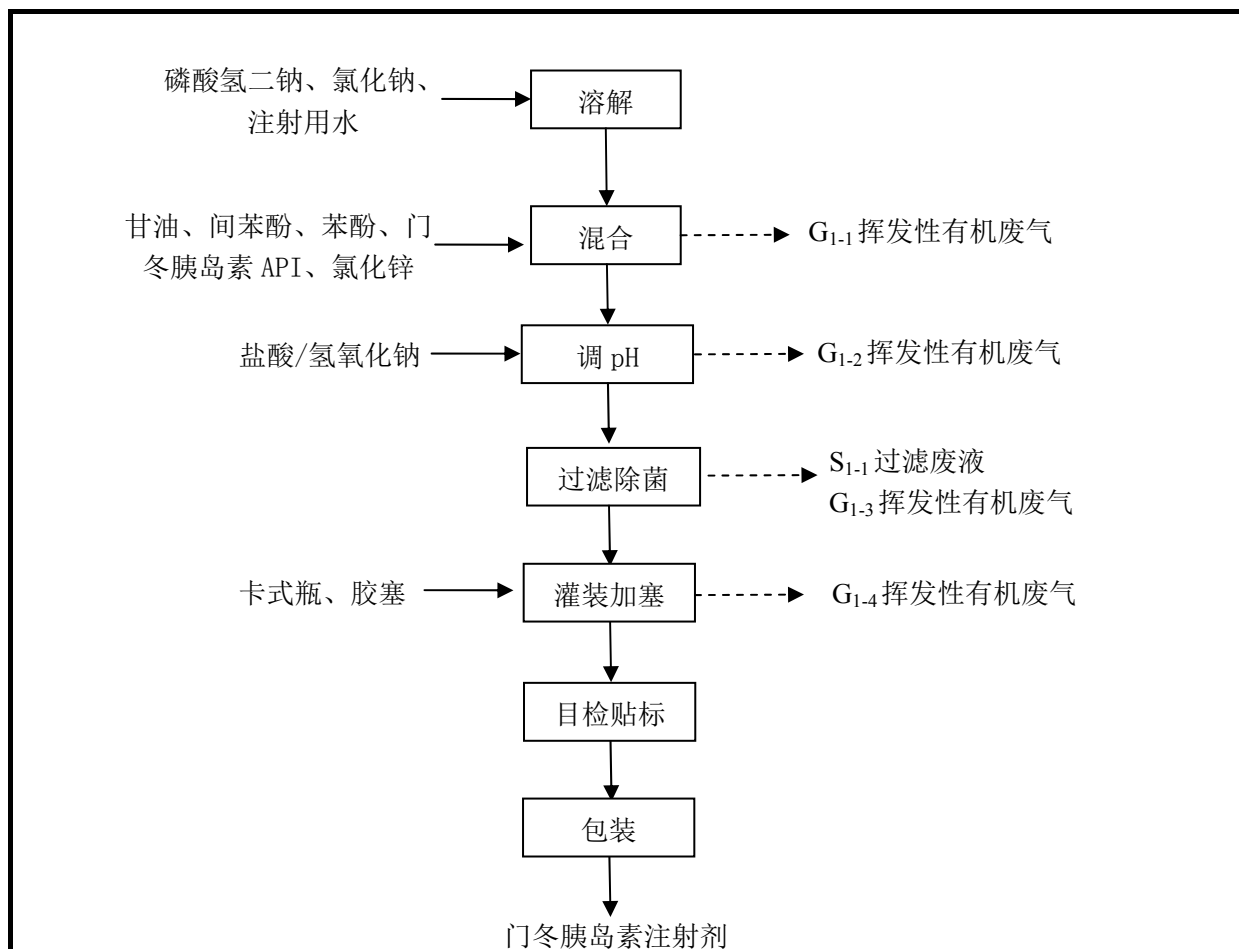 磷酸氢二钠、氯化钠、
注射用水
溶解
甘油、间苯酚、苯酚、门
冬胰岛素 API、氯化锌
混合
G1-1 挥发性有机废气
盐酸/氢氧化钠
调 pH
G1-2 挥发性有机废气
过滤除菌
S1-1 过滤废液
G1-3 挥发性有机废气
卡式瓶、胶塞
灌装加塞
G1-4 挥发性有机废气
目检贴标
包装
门冬胰岛素注射剂